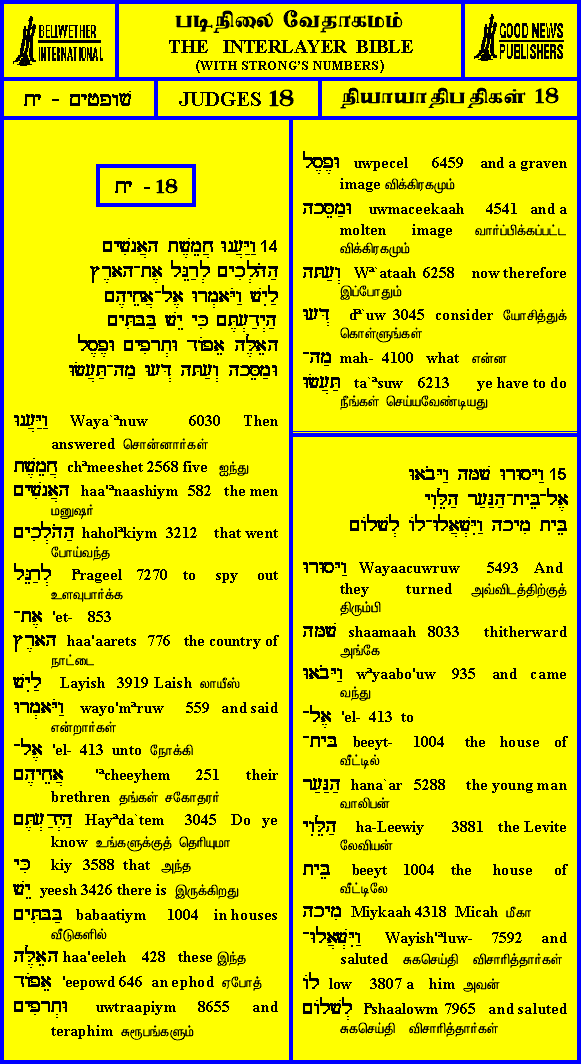 BELLWETHER
INTERNATIONAL
படிநிலை வேதாகமம்
THE INTERLAYER BIBLE
(WITH STRONG'S NUMBERS)
GOOD NEWS
PUBLISHERS
שופטים - יח
JUDGES 18
நியாயாதிபதிகள் 18
18 - יח
14 וַיַּעֲנוּ חֲמֵשֶׁת הָאֲנָשִׁים
הַהֹלְכִים לְרַגֵּל אֶת־הָאָרֶץ
לַיִשׁ וַיֹּאמְרוּ אֶל־אֲחֵיהֶם
הַיְדַעְתֶּם כִּי יֵשׁ בַּבָּתִּים
הָאֵלֶּה אֵפוֹד וּתְרָפִים וּפֶסֶל
וּמַסֵּכָה וְעַתָּה דְּעוּ מַה־תַּעֲשׂוּ
וַיַּעֲנוּ Waya`ᵃnuw 6030 Then
answered சொன்னார்கள்
חֲמֵשֶׁת chᵃmeeshet 2568 five ஐந்து
הָאֲנָשִׁים haa'ᵃnaashiym 582 the men
மனுஷர்
הַהֹלְכִים haholᵃkiym 3212 that went
போய்வந்த
לְרַגֵּל lᵃrageel 7270 to spy out
உளவுபார்க்க
אֶת־ 'et- 853
הָאָרֶץ haa'aarets 776 the country of
நாட்டை
לַיִשׁ Layish 3919 Laish லாயீஸ்
וַיֹּאמְרוּ wayo'mᵃruw 559 and said
என்றார்கள்
אֶל־ 'el- 413 unto நோக்கி
אֲחֵיהֶם 'ᵃcheeyhem 251 their
brethren தங்கள் சகோதரர்
הַיְדַעְתֶּם Hayᵃda`tem 3045 Do ye
know உங்களுக்குத் தெரியுமா
כִּי kiy 3588 that அந்த
יֵשׁ yeesh 3426 there is இருக்கிறது
בַּבָּתִּים babaatiym 1004 in houses
வீடுகளில்
הָאֵלֶּה haa'eeleh 428 these இந்த
אֵפוֹד 'eepowd 646 an ephod ஏபோத்
וּתְרָפִים uwtraapiym 8655 and
teraphim சுரூபங்களும்
וּפֶסֶל uwpecel 6459 and a graven
image விக்கிரகமும்
וּמַסֵּכָה uwmaceekaah 4541 and a
molten image வார்ப்பிக்கப்பட்ட
விக்கிரகமும்
וְעַתָּה Wᵃ`ataah 6258 now therefore
இப்போதும்
דְּעוּ dᵃ`uw 3045 consider யோசித்துக்
கொள்ளுங்கள்
מַה־ mah- 4100 what என்ன
תַּעֲשׂוּ ta`ᵃsuw 6213 ye have to do
நீங்கள் செய்யவேண்டியது
15 וַיָּסוּרוּ שָׁמָּה וַיָּבֹאוּ
אֶל־בֵּית־הַנַּעַר הַלֵּוִי
בֵּית מִיכָה וַיִּשְׁאֲלוּ־לוֹ לְשָׁלוֹם
וַיָּסוּרוּ Wayaacuwruw 5493 And
they turned அவ்விடத்திற்குத்
திரும்பி
שָׁמָּה shaamaah 8033 thitherward
அங்கே
וַיָּבֹאוּ wᵃyaabo'uw 935 and came
வந்து
אֶל־ 'el- 413 to
בֵּית־ beeyt- 1004 the house of
வீட்டில்
הַנַּעַר hana`ar 5288 the young man
வாலிபன்
הַלֵּוִי ha-Leewiy 3881 the Levite
லேவியன்
בֵּית beeyt 1004 the house of
வீட்டிலே
מִיכָה Miykaah 4318 Micah மீகா
וַיִּשְׁאֲלוּ־ Wayish'ᵃluw- 7592 and
saluted சுகசெய்தி விசாரித்தார்கள்
לוֹ low 3807 a him அவன்
לְשָׁלוֹם lᵃshaalowm 7965 and saluted
சுகசெய்தி விசாரித்தார்கள்